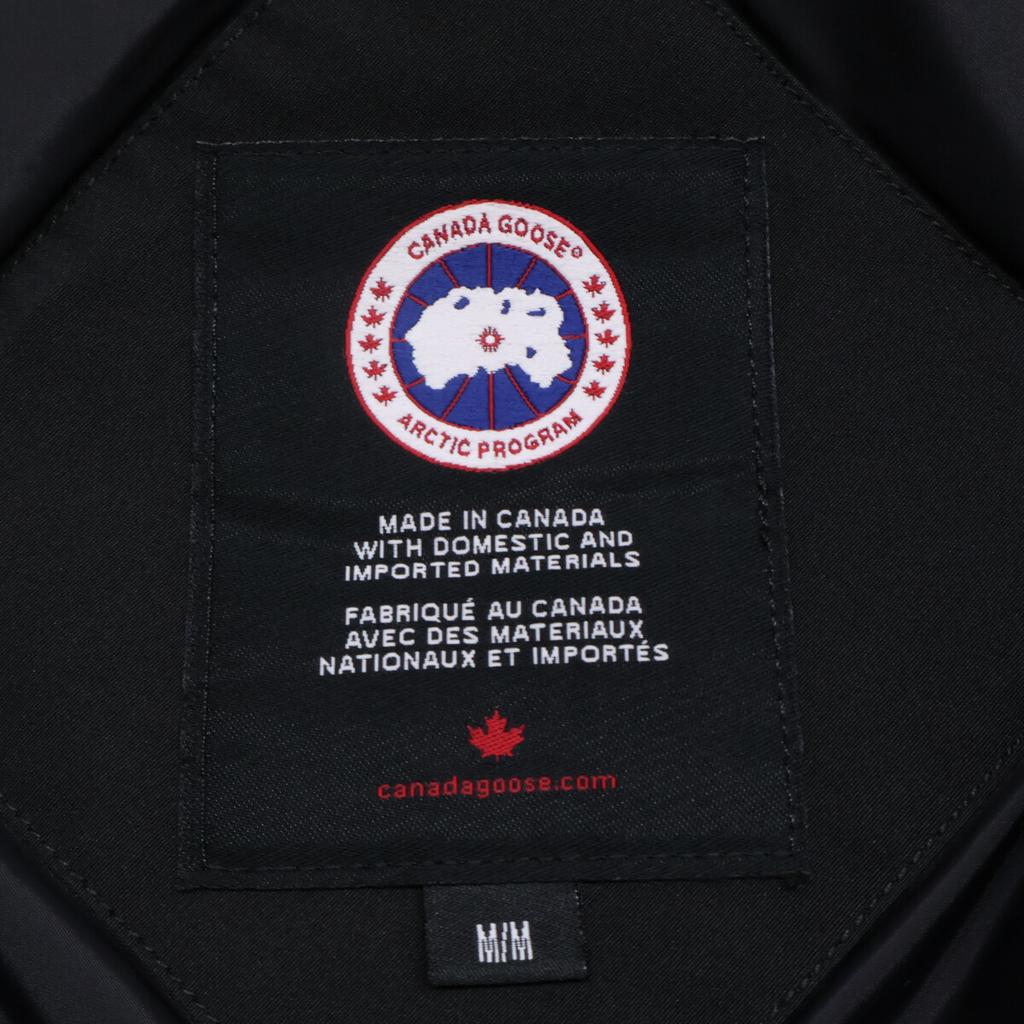 CANADA GOOSE®
ARCTIC PROGRAM
MADE IN CANADA
WITH DOMESTIC AND
IMPORTED MATERIALS
FABRIQUÉ AU CANADA
AVEC DES MATERIAUX
NATIONAUX ET IMPORTÉS
canadagoose.com
M/M